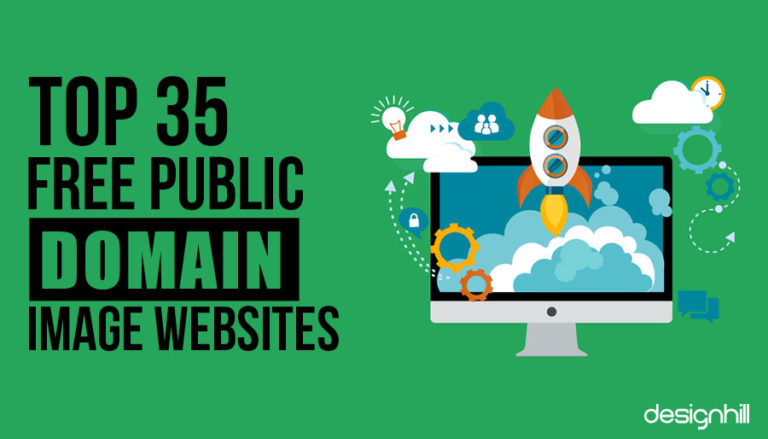 TOP 35
FREE PUBLIC
DOMAIN
IMAGE WEBSITES
designhill